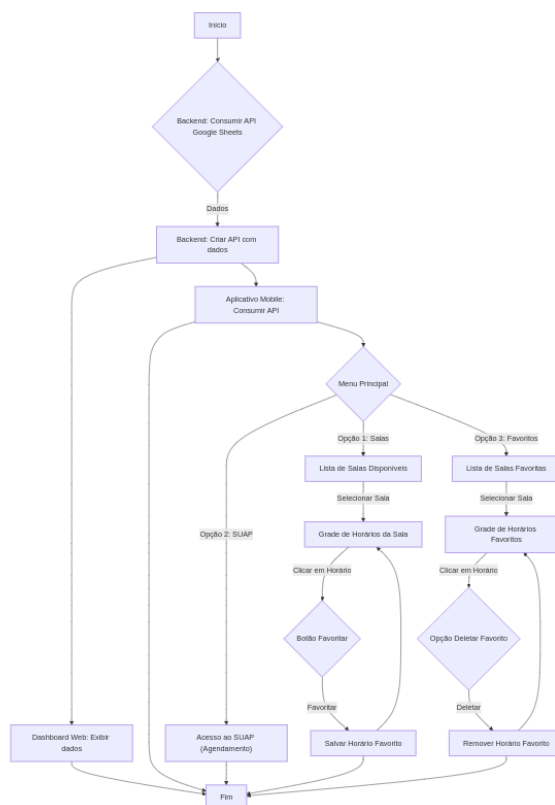 Início
Backend: Consumir API
Google Sheets
Dados
Backend: Criar API com
dados
Aplicativo Mobile:
Consumir API
Menu Principal
Opção 1: Salas
Opção 3: Favoritos
Lista de Salas Disponíveis
Lista de Salas Favoritas
Selecionar Sala
Selecionar Sala
Opção 2: SUAP
Grade de Horários da Sala
Grade de Horários
Favoritos
Clicar em Horário
Clicar em Horário
Botão Favoritar
Opção Deletar Favorito
Favoritar
Deletar
Dashboard Web: Exibir
dados
Acesso ao SUAP
(Agendamento)
Salvar Horário Favorito
Remover Horário Favorito
Fim